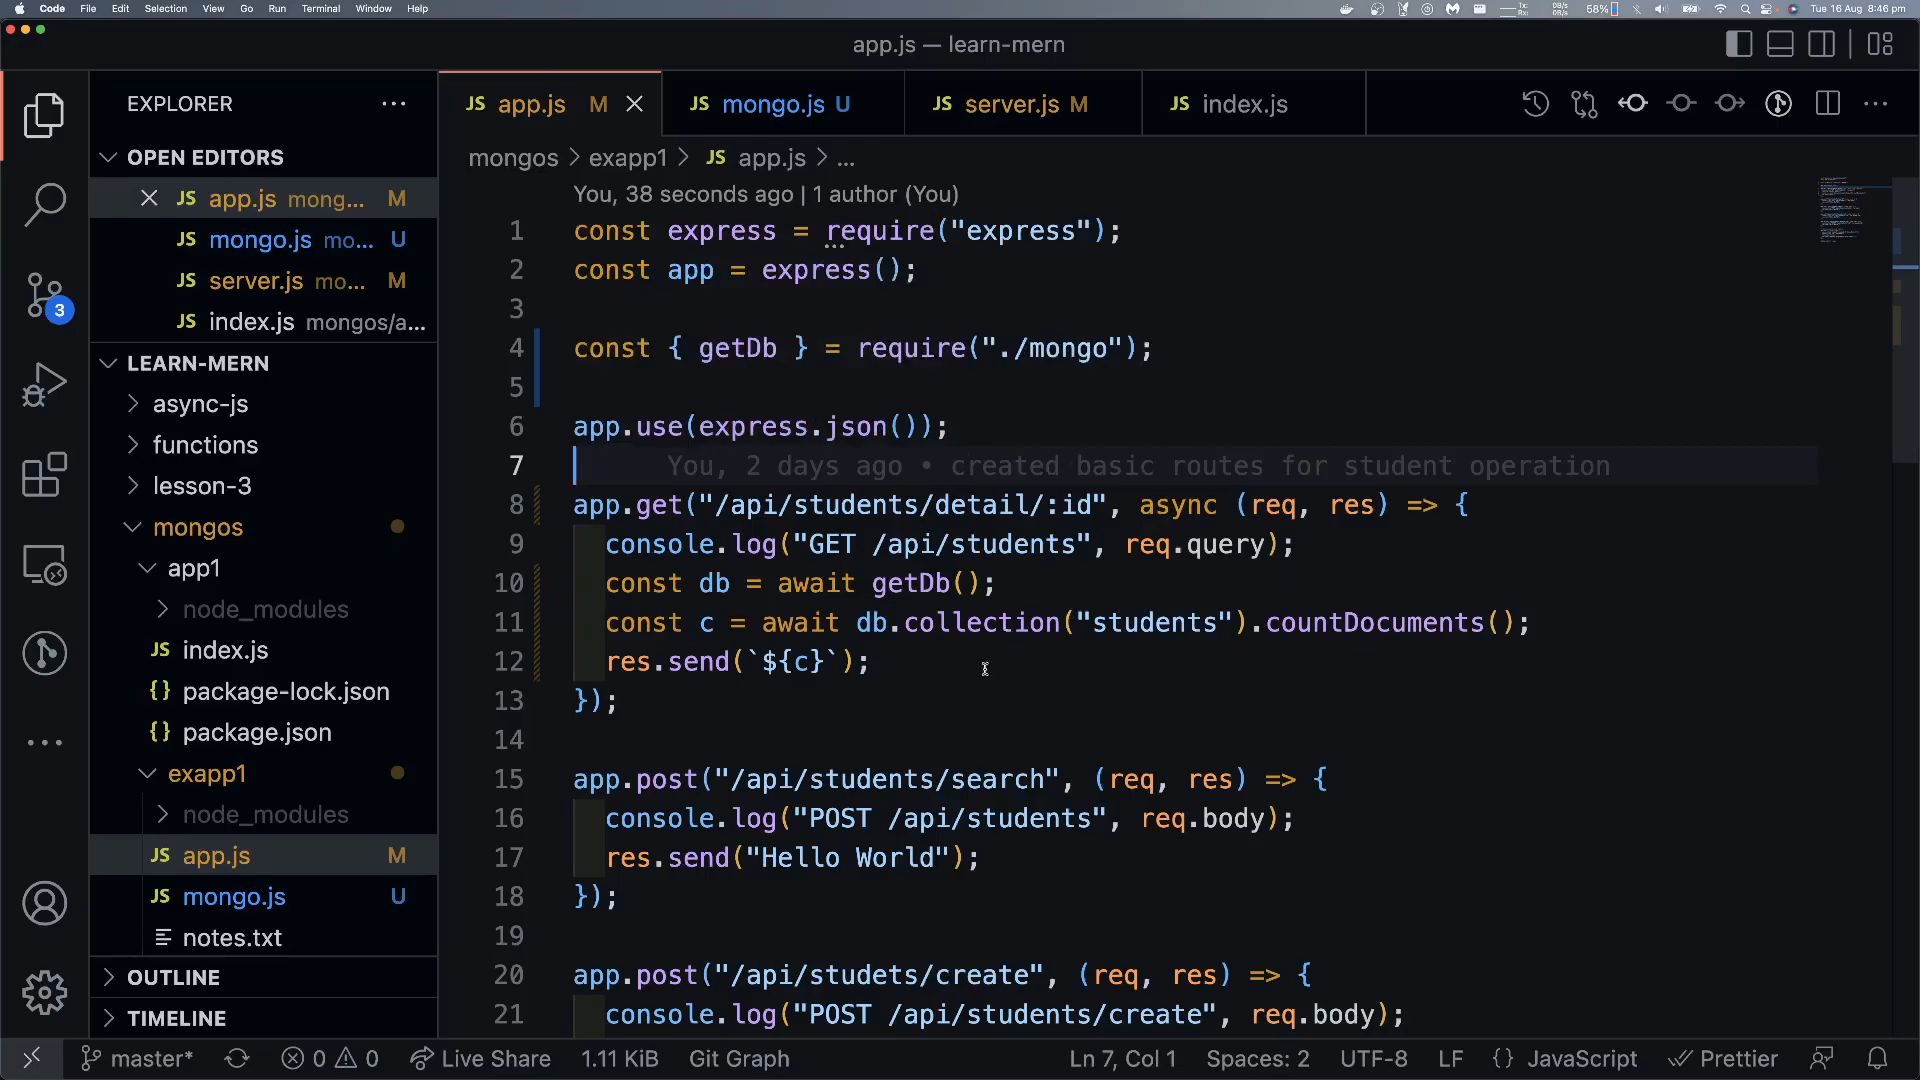 Code File Edit Selection View Go Run Terminal Window Help
58% Tue 16 Aug 8:46 pm
app.js — learn-mern
EXPLORER
JS app.js M
JS mongo.js U
JS server.js M
JS index.js
OPEN EDITORS
JS app.js mong... M
JS mongo.js mo... U
JS server.js mo... M
JS index.js mongos/a...
LEARN-MERN
async-js
functions
lesson-3
mongos
app1
node_modules
JS index.js
{} package-lock.json
{} package.json
exapp1
node_modules
JS app.js M
JS mongo.js U
notes.txt
OUTLINE
TIMELINE
3
mongos > exapp1 > JS app.js > ...
You, 38 seconds ago | 1 author (You)
1 const express = require("express");
2 const app = express();
3
4 const { getDb } = require("./mongo");
5
6 app.use(express.json());
7 You, 2 days ago • created basic routes for student operation
8 app.get("/api/students/detail/:id", async (req, res) => {
9 console.log("GET /api/students", req.query);
10 const db = await getDb();
11 const c = await db.collection("students").countDocuments();
12 res.send(`${c}`);
13 });
14
15 app.post("/api/students/search", (req, res) => {
16 console.log("POST /api/students", req.body);
17 res.send("Hello World");
18 });
19
20 app.post("/api/studets/create", (req, res) => {
21 console.log("POST /api/students/create", req.body);
master* 0 0 Live Share 1.11 KiB Git Graph Ln 7, Col 1 Spaces: 2 UTF-8 LF {} JavaScript Prettier